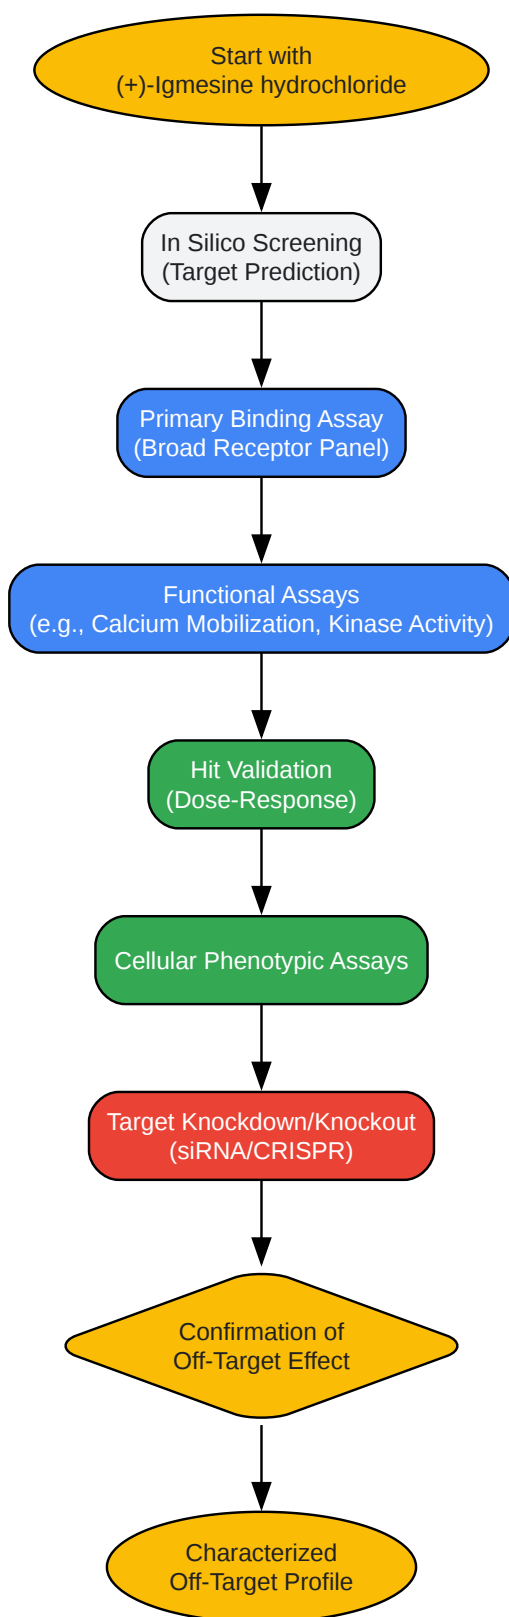 Start with
(+)-Igmesine hydrochloride
In Silico Screening
(Target Prediction)
Primary Binding Assay
(Broad Receptor Panel)
Functional Assays
(e.g., Calcium Mobilization, Kinase Activity)
Hit Validation
(Dose-Response)
Cellular Phenotypic Assays
Target Knockdown/Knockout
(siRNA/CRISPR)
Confirmation of
Off-Target Effect
Characterized
Off-Target Profile